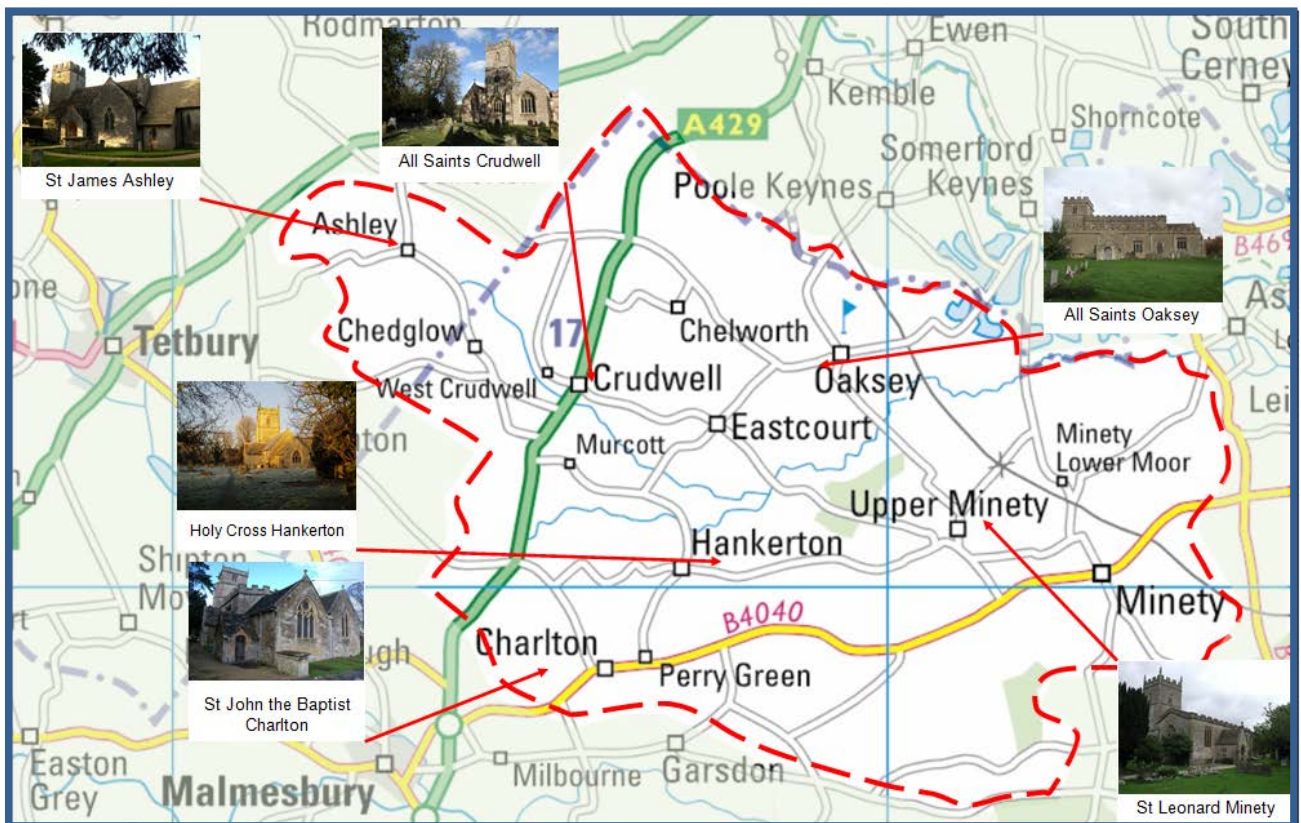 Rodmarton
Ewen
South
Cerney
Kemble
Shorncote
A429
Somerford
Keynes
Poole Keynes
St James Ashley
All Saints Crudwell
All Saints Oaksey
B469
Ashley
Tetbury
Chedglow
17
Chelworth
West Crudwell
Crudwell
Oaksey
Eastcourt
Murcott
Minety
Lower Moor
Upper Minety
Holy Cross Hankerton
Hankerton
Minety
B4040
Charlton
Perry Green
St John the Baptist
Charlton
Easton
Grey
Malmesbury
Milbourne
Garsdon
St Leonard Minety